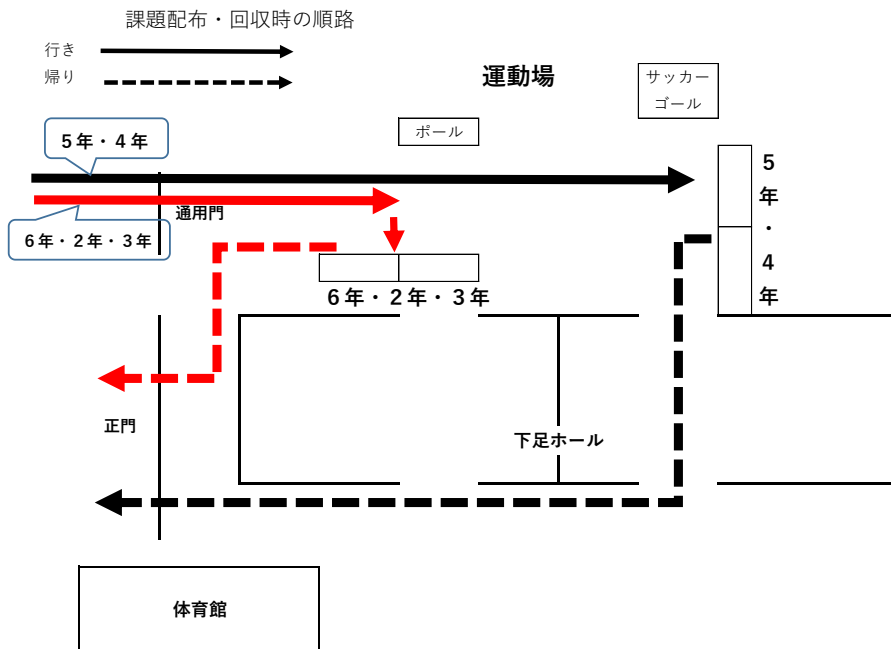 課題配布・回収時の順路
行き
帰り
運動場
サッカー
ゴール
ポール
5年・4年
5年・4年
通用門
6年・2年・3年
6年・2年・3年
正門
下足ホール
体育館